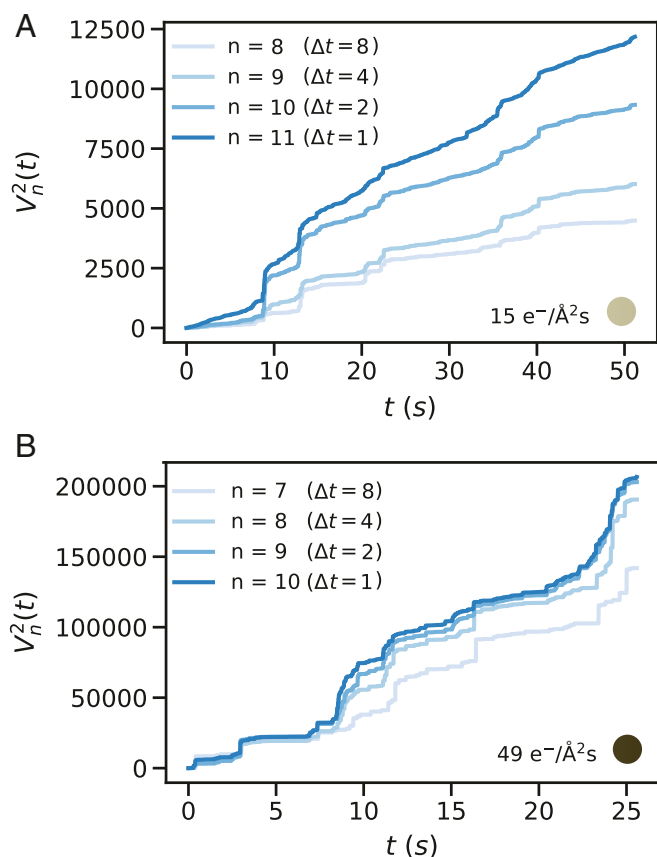 A
12500
10000
7500
5000
2500
0
V_n^2(t)
n = 8 (Δt = 8)
n = 9 (Δt = 4)
n = 10 (Δt = 2)
n = 11 (Δt = 1)
15 e⁻/Å²s
0 10 20 30 40 50
t (s)
B
200000
150000
100000
50000
0
V_n^2(t)
n = 7 (Δt = 8)
n = 8 (Δt = 4)
n = 9 (Δt = 2)
n = 10 (Δt = 1)
49 e⁻/Å²s
0 5 10 15 20 25
t (s)